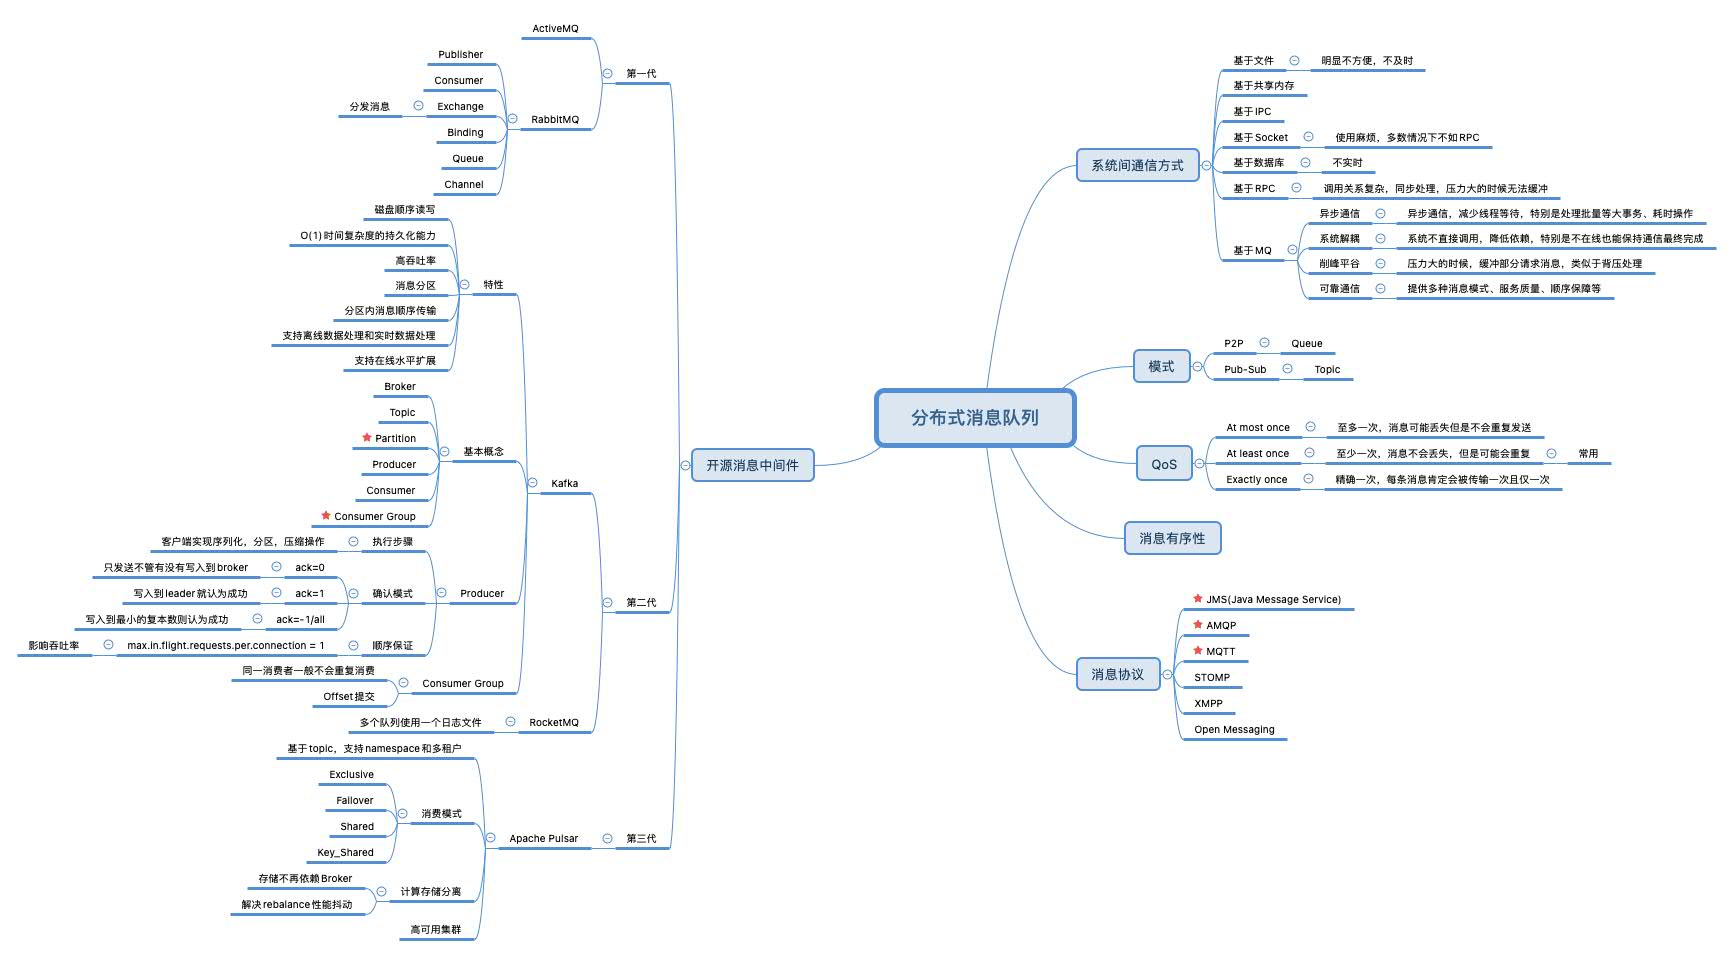 分布式消息队列
系统间通信方式
基于文件
明显不方便，不及时
基于共享内存
基于IPC
基于Socket
使用麻烦，多数情况下不如RPC
基于数据库
不实时
基于RPC
调用关系复杂，同步处理，压力大的时候无法缓冲
基于MQ
异步通信
异步通信，减少线程等待，特别是处理批量等大事务、耗时操作
系统解耦
系统不直接调用，降低依赖，特别是不在线也能保持通信最终完成
削峰平谷
压力大的时候，缓冲部分请求消息，类似于背压处理
可靠通信
提供多种消息模式、服务质量、顺序保障等
模式
P2P
Queue
Pub-Sub
Topic
QoS
At most once
至多一次，消息可能丢失但是不会重复发送
At least once
至少一次，消息不会丢失，但是可能会重复
常用
Exactly once
精确一次，每条消息肯定会被传输一次且仅一次
消息有序性
消息协议
JMS(Java Message Service)
AMQP
MQTT
STOMP
XMPP
Open Messaging
开源消息中间件
第一代
ActiveMQ
RabbitMQ
Publisher
Consumer
Exchange
分发消息
Binding
Queue
Channel
第二代
Kafka
特性
磁盘顺序读写
O(1)时间复杂度的持久化能力
高吞吐率
消息分区
分区内消息顺序传输
支持离线数据处理和实时数据处理
支持在线水平扩展
基本概念
Broker
Topic
Partition
Producer
Consumer
Consumer Group
Producer
执行步骤
客户端实现序列化，分区，压缩操作
确认模式
ack=0
只发送不管有没有写入到broker
ack=1
写入到leader就认为成功
ack=-1/all
写入到最小的复本数则认为成功
顺序保证
max.in.flight.requests.per.connection = 1
影响吞吐率
Consumer Group
同一消费者一般不会重复消费
Offset提交
RocketMQ
多个队列使用一个日志文件
第三代
Apache Pulsar
基于topic，支持namespace和多租户
消费模式
Exclusive
Failover
Shared
Key_Shared
计算存储分离
存储不再依赖Broker
解决rebalance性能抖动
高可用集群